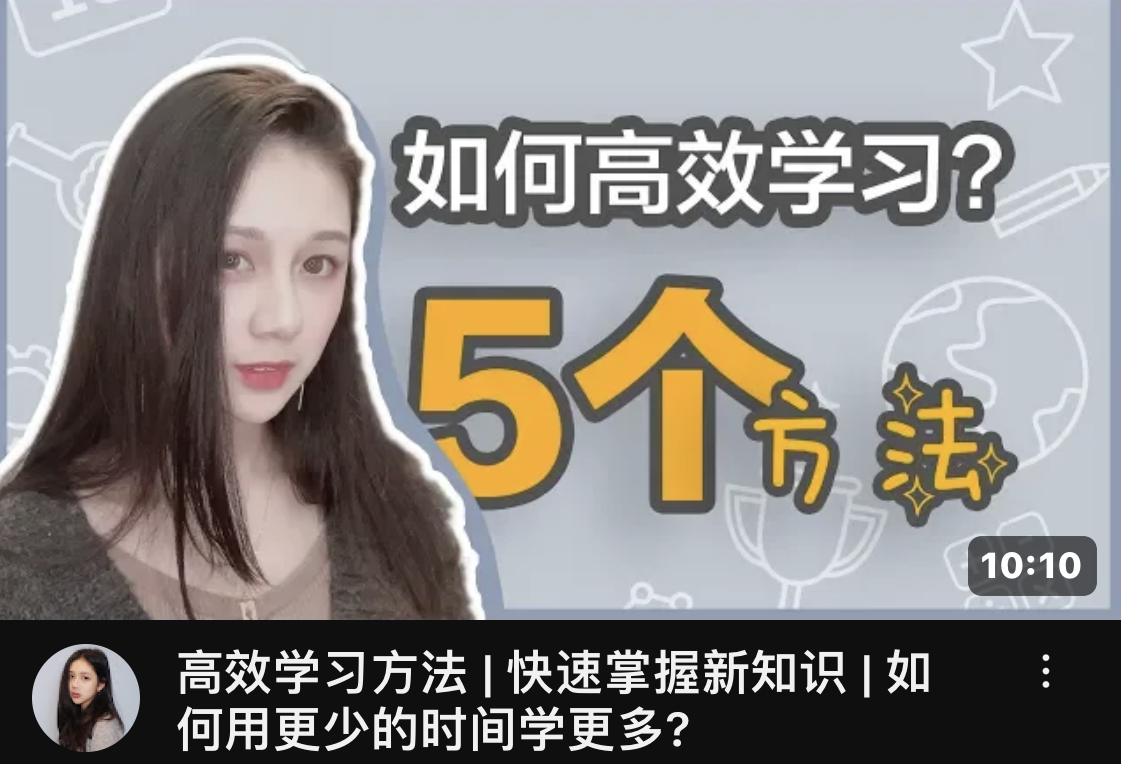 如何高效学习?
5个方法
10:10
高效学习方法 | 快速掌握新知识 | 如
何用更少的时间学更多?